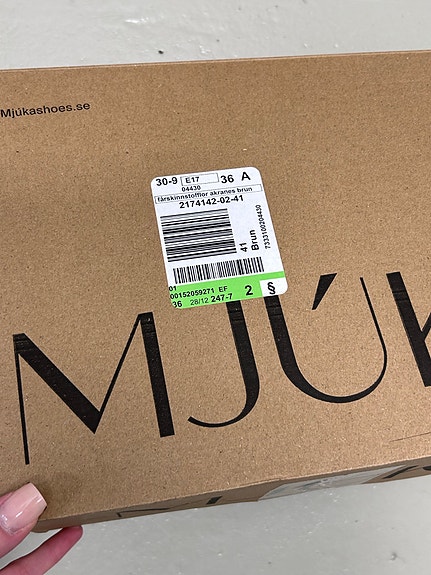 Mjúkashoes.se
30-9 E17 36 A
04430
fårskinnstofflor akranes brun
2174142-02-41
41
Brun
7333100204430
01
00152059271 EF
36 28/12 247-7 2 §
MJÚK